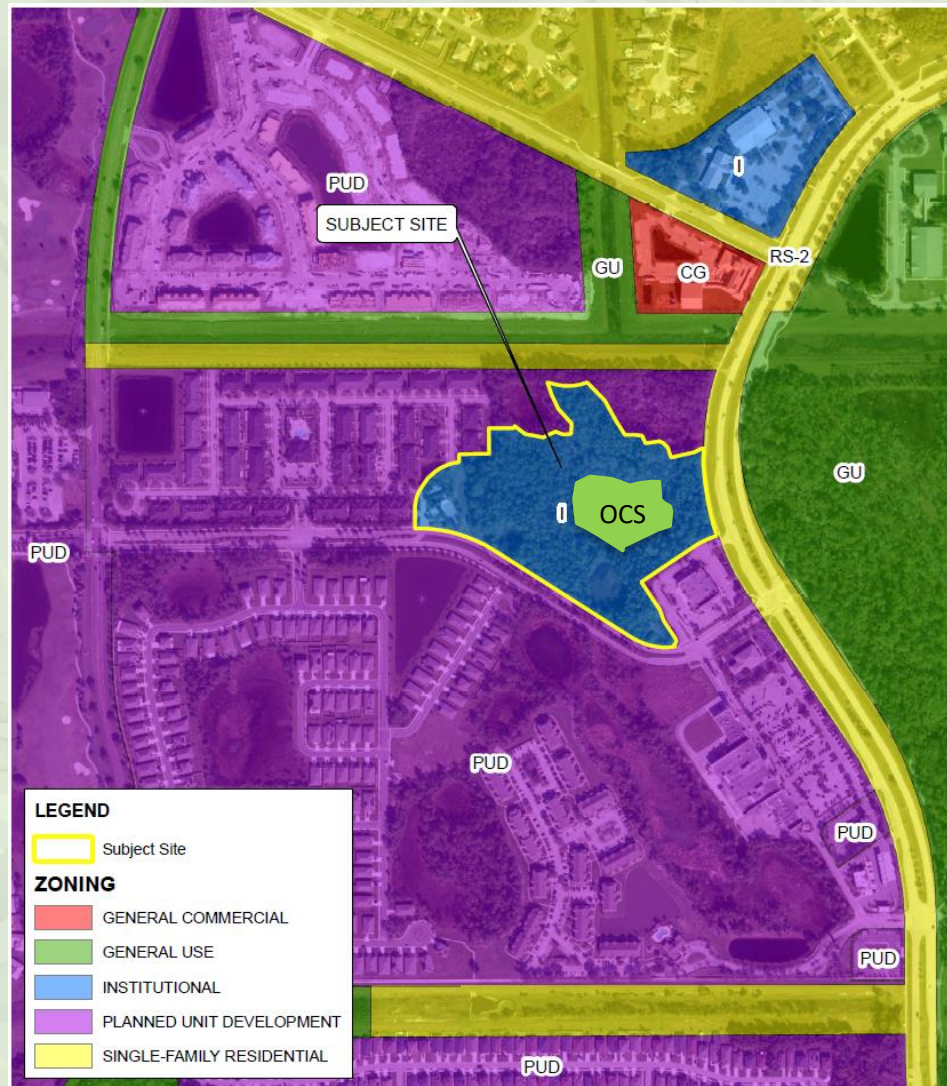 PUD
SUBJECT SITE
I
RS-2
GU
CG
GU
I
OCS
PUD
PUD
PUD
PUD
PUD
LEGEND
Subject Site
ZONING
GENERAL COMMERCIAL
GENERAL USE
INSTITUTIONAL
PLANNED UNIT DEVELOPMENT
SINGLE-FAMILY RESIDENTIAL